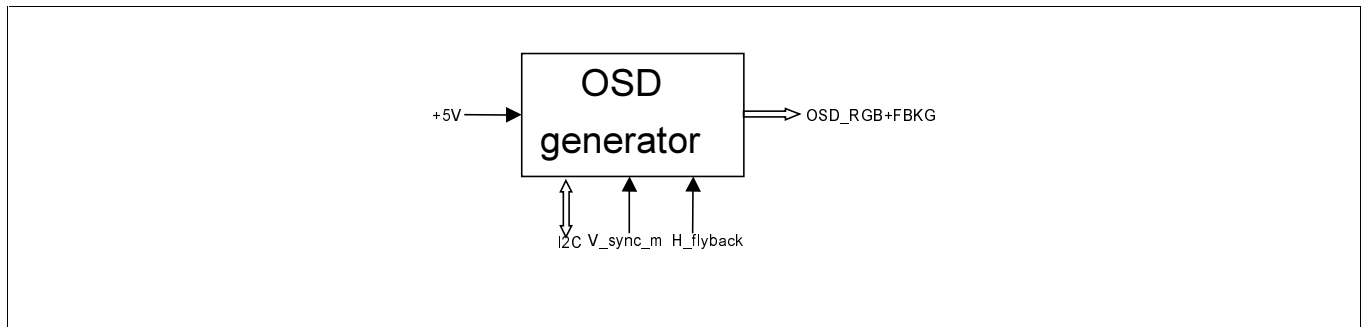 OSD
+5V
OSD_RGB+FBKG
generator
I2C V_sync_m H_flyback